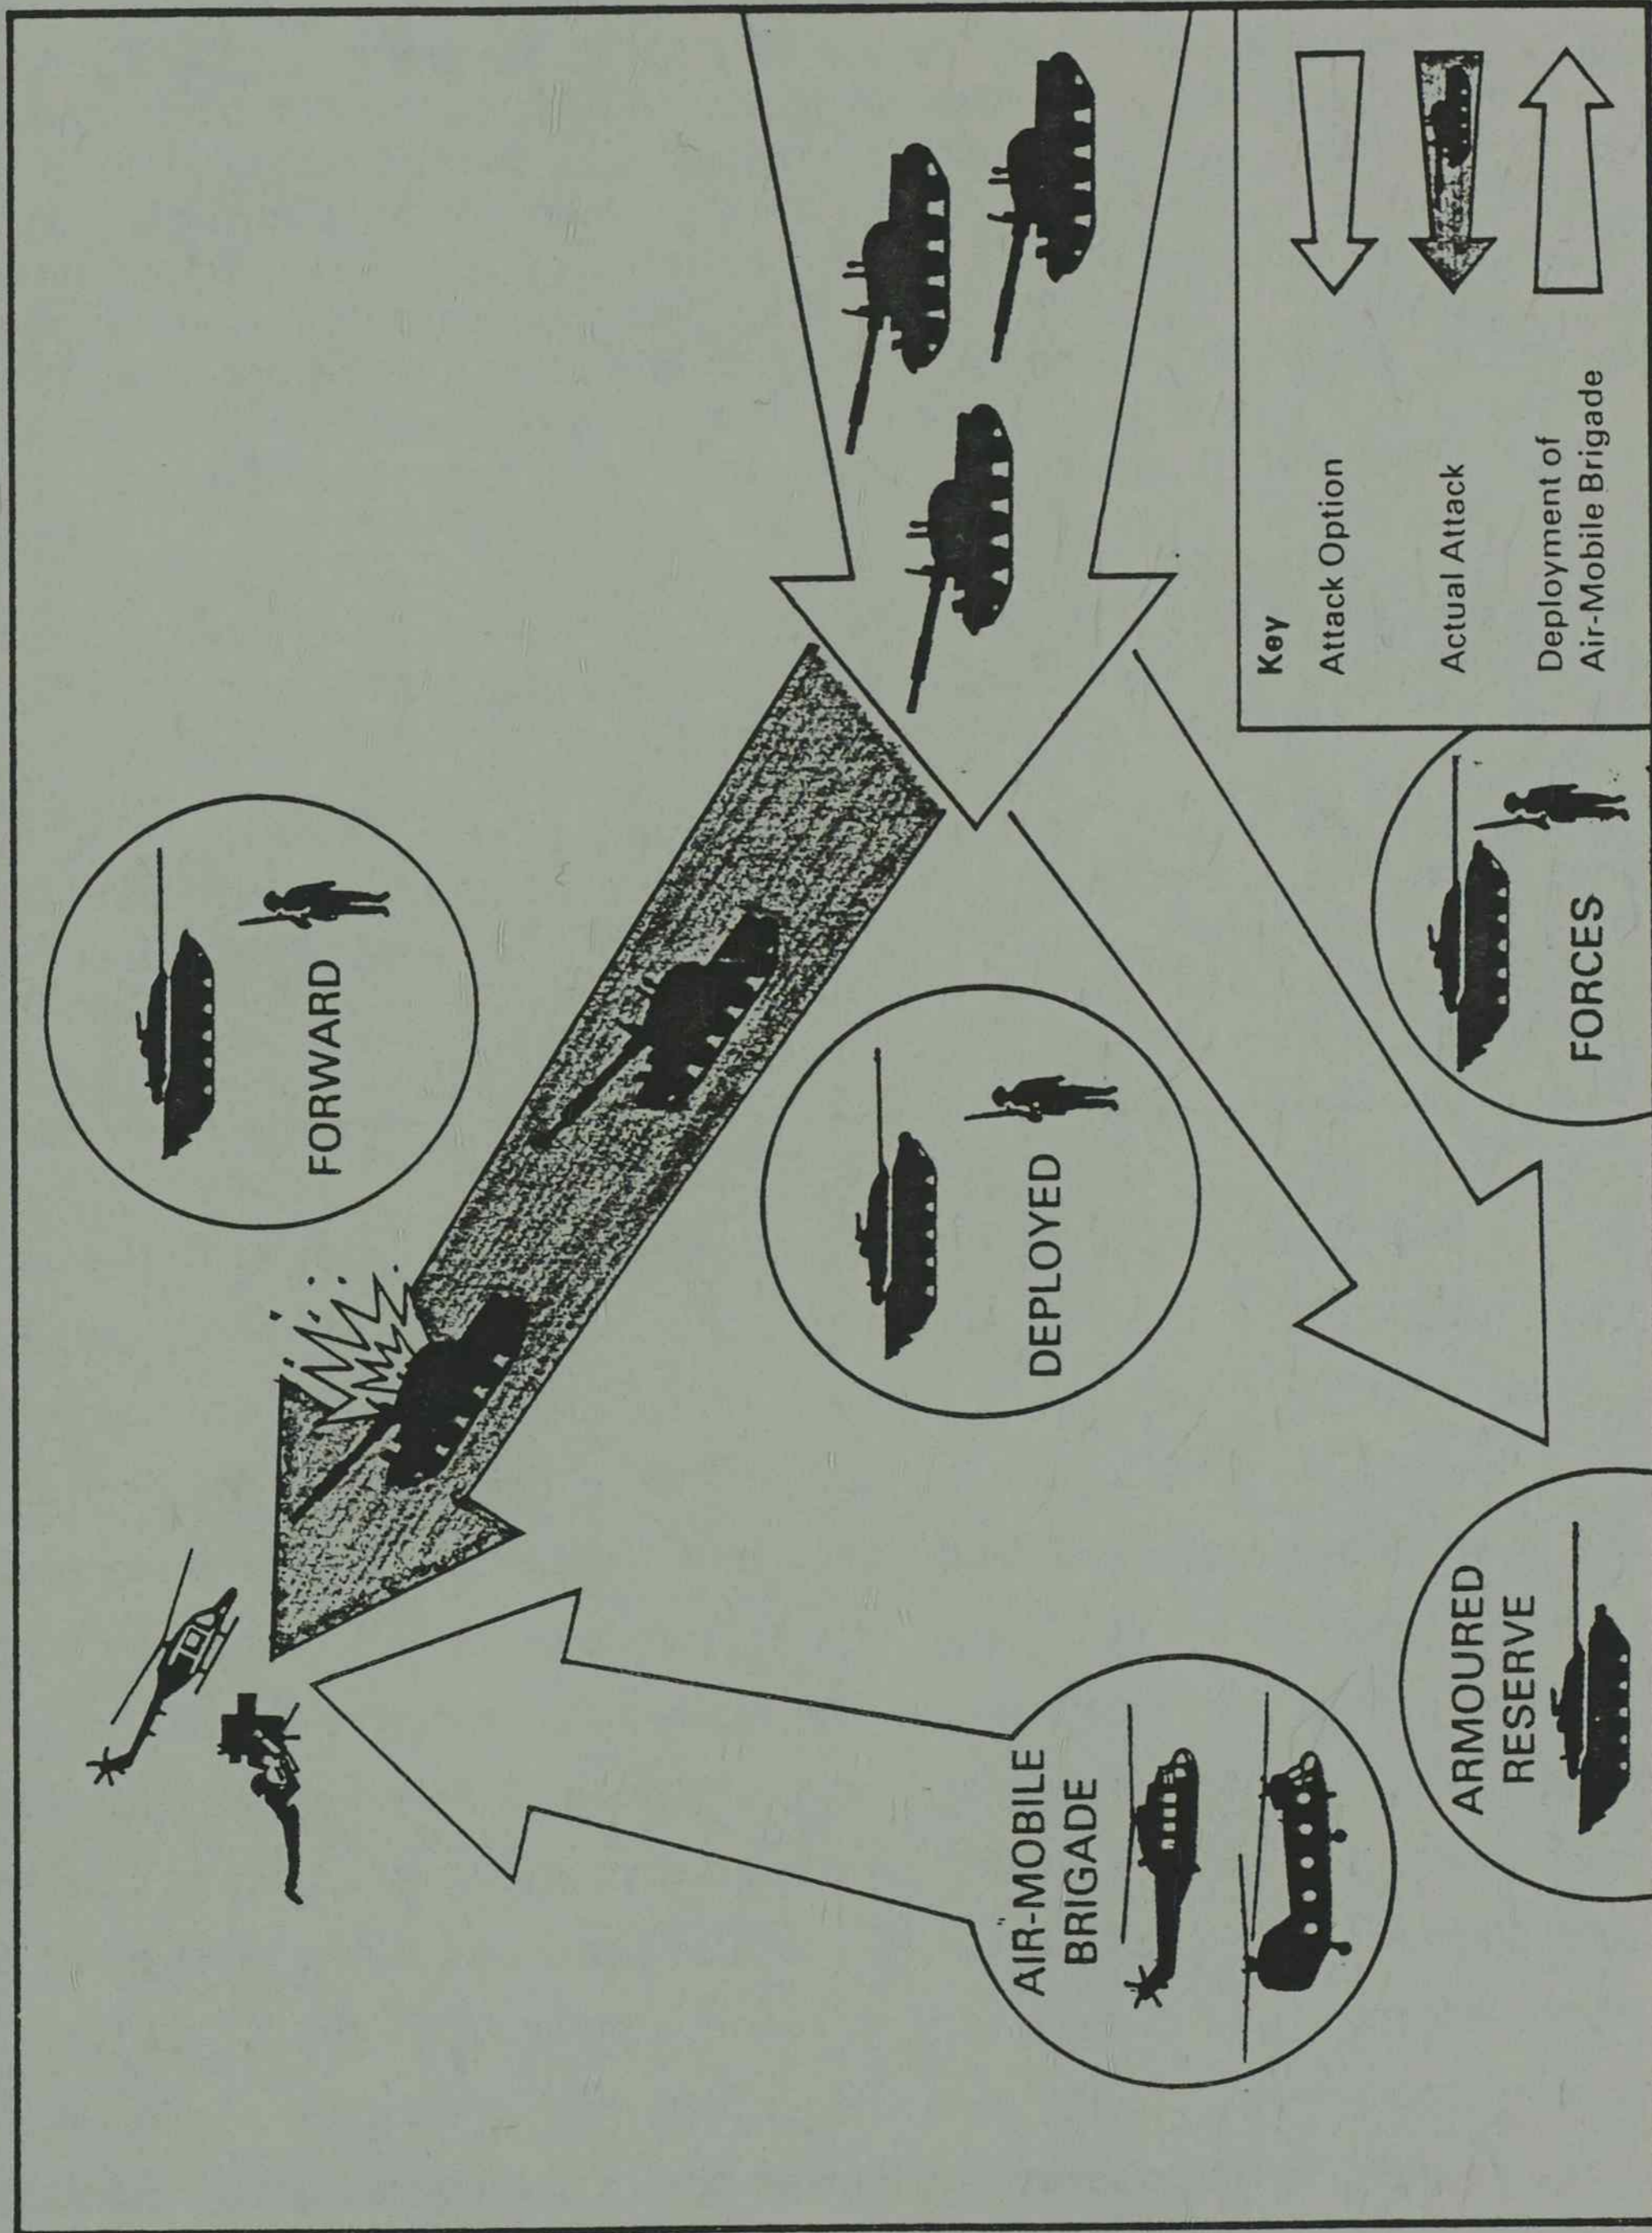 FORWARD
DEPLOYED
FORCES
AIR-MOBILE
BRIGADE
ARMOURED
RESERVE
Key
Attack Option
Actual Attack
Deployment of
Air-Mobile Brigade